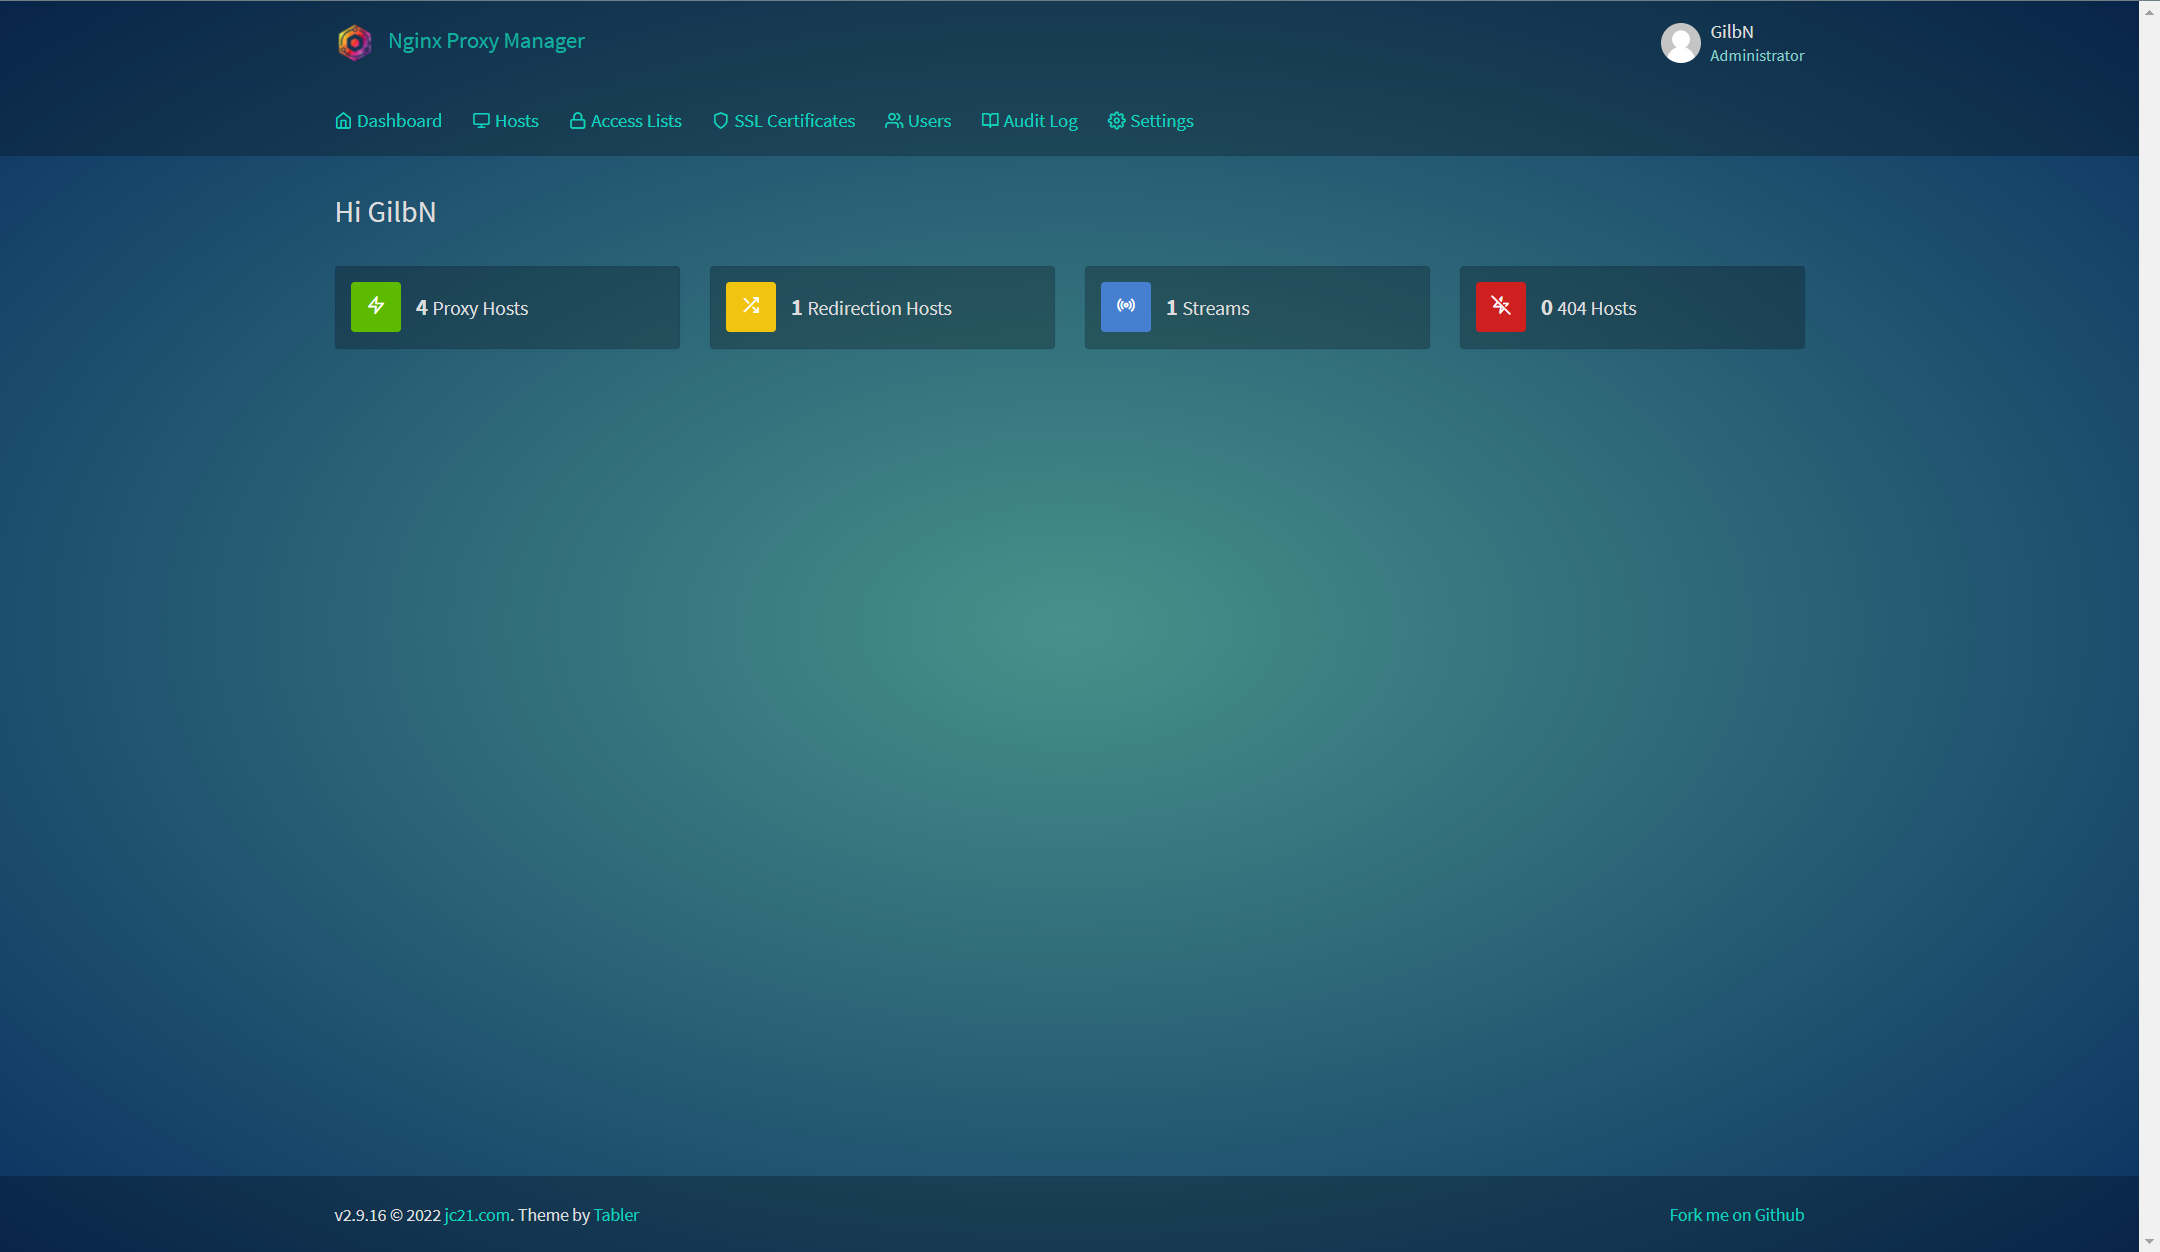 Nginx Proxy Manager
GilbN
Administrator
Dashboard Hosts Access Lists SSL Certificates Users Audit Log Settings
Hi GilbN
4 Proxy Hosts
1 Redirection Hosts
1 Streams
0 404 Hosts
v2.9.16 © 2022 jc21.com. Theme by Tabler
Fork me on Github